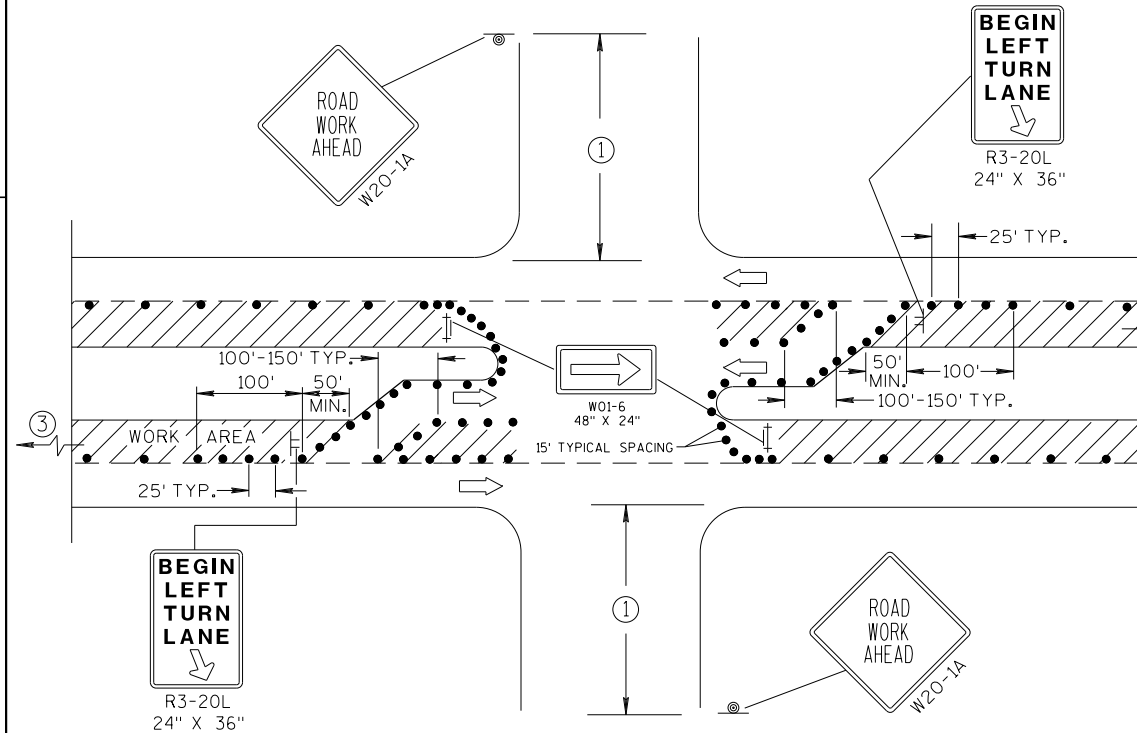 BEGIN
LEFT
TURN
LANE
R3-20L
24" X 36"
ROAD
WORK
AHEAD
W20-1A
1
25' TYP.
100'-150' TYP.
100'
50'
MIN.
WO1-6
48" X 24"
50'
MIN.
100'
100'-150' TYP.
3
WORK AREA
15' TYPICAL SPACING
25' TYP.
BEGIN
LEFT
TURN
LANE
R3-20L
24" X 36"
1
ROAD
WORK
AHEAD
W20-1A